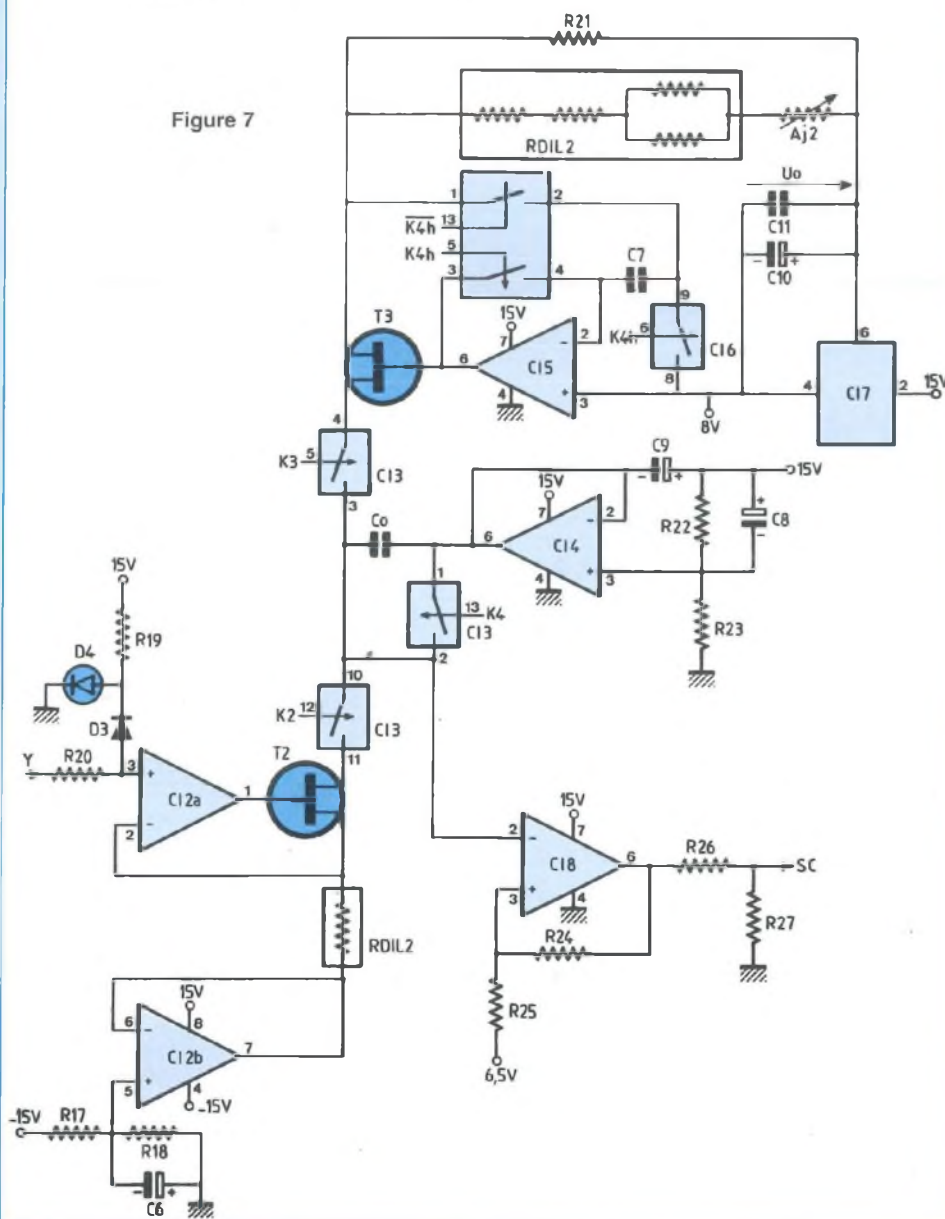 R21
Figure 7
RDIL2
Aj2
Uo
C11
C10
1
2
K4h
13
5
K4h
3
4
C7
T3
15V
7
6
CI5
2
-
3
+
4
9
K4h
6
CI6
8
8V
6
4
CI7
2
15V
4
K3
5
CI3
3
Co
C9
15V
15V
7
6
CI4
2
3
4
R22
C8
R23
1
13
K4
CI3
2
15V
R19
D4
D3
Y
R20
3
CI2a
1
2
T2
K2
12
10
CI3
11
RDIL2
15V
7
2
CI8
6
3
4
R26
SC
R27
R24
R25
6,5V
15V
8
6
CI2b
7
5
4
-15V
-15V
R17
R18
C6